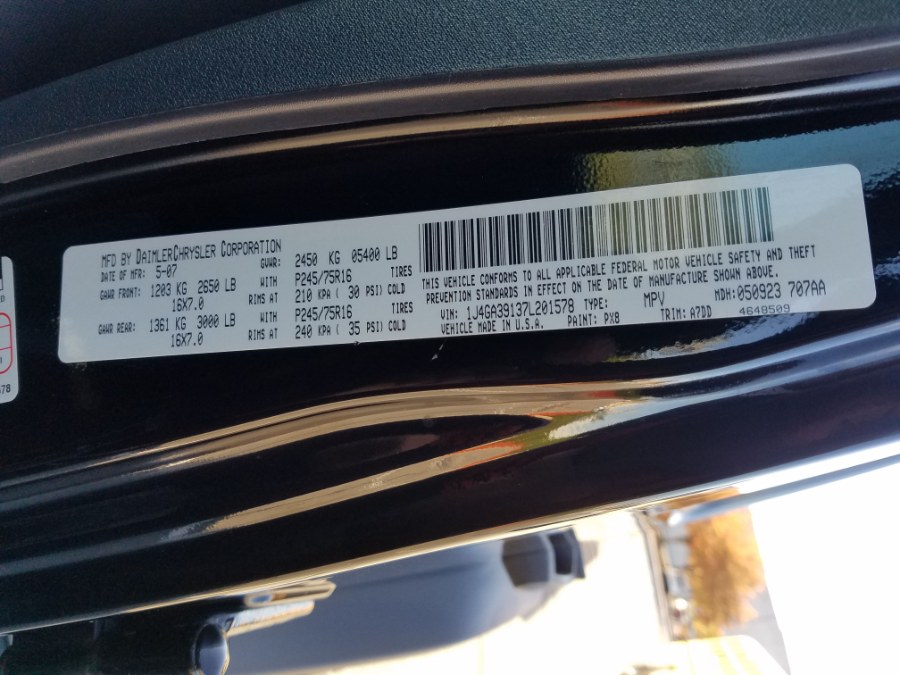 MFD BY DAIMLERCHRYSLER CORPORATION
DATE OF MFR: 5-07 GVWR: 2450 KG 05400 LB
GAWR FRONT: 1203 KG 2650 LB WITH P245/75R16 TIRES
16X7.0 RIMS AT 210 KPA ( 30 PSI) COLD
GAWR REAR: 1361 KG 3000 LB WITH P245/75R16 TIRES
16X7.0 RIMS AT 240 KPA ( 35 PSI) COLD
THIS VEHICLE CONFORMS TO ALL APPLICABLE FEDERAL MOTOR VEHICLE SAFETY AND THEFT
PREVENTION STANDARDS IN EFFECT ON THE DATE OF MANUFACTURE SHOWN ABOVE.
VIN: 1J4GA39137L201578 TYPE: MPV MDH:050923 707AA
VEHICLE MADE IN U.S.A. PAINT: PX8 TRIM: A7DD 4648509